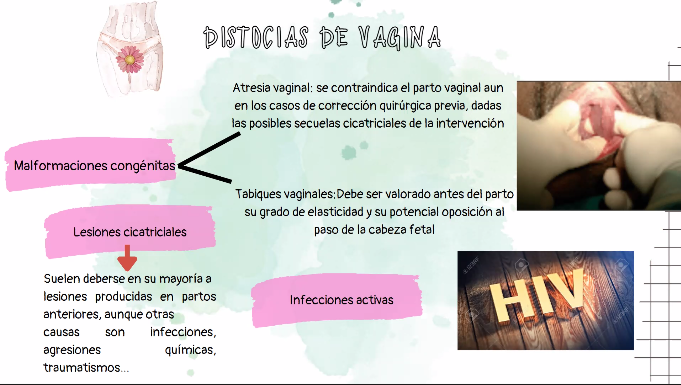 DISTOCIAS DE VAGINA
Atresia vaginal: se contraindica el parto vaginal aun
en los casos de corrección quirúrgica previa, dadas
las posibles secuelas cicatriciales de la intervención
Malformaciones congénitas
Tabiques vaginales:Debe ser valorado antes del parto
su grado de elasticidad y su potencial oposición al
paso de la cabeza fetal
Lesiones cicatriciales
Suelen deberse en su mayoría a
lesiones producidas en partos
anteriores, aunque otras
causas son infecciones,
agresiones químicas,
traumatismos...
Infecciones activas
HIV